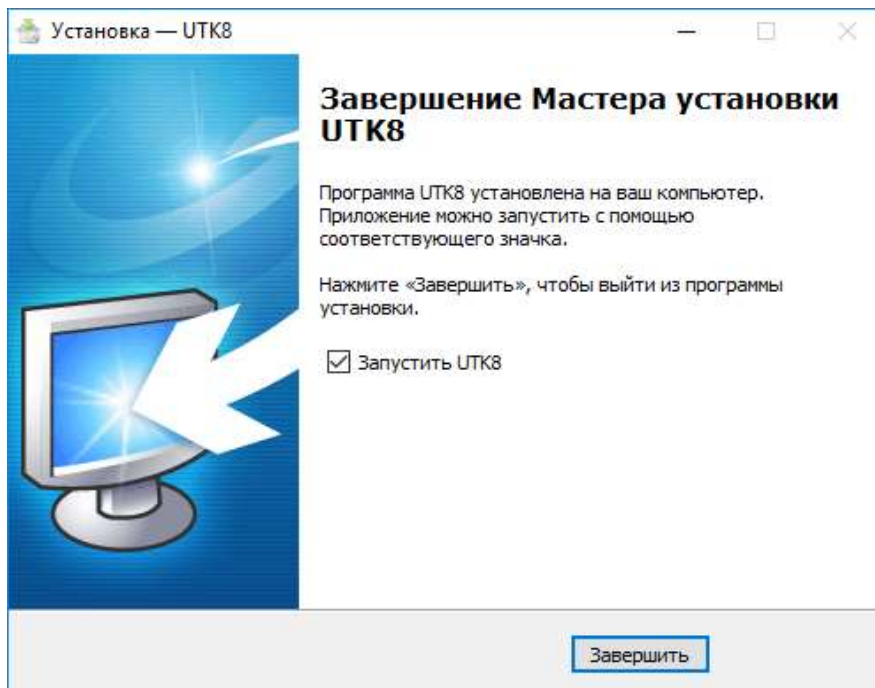 Установка — UTK8
Завершение Мастера установки
UTK8
Программа UTK8 установлена на ваш компьютер.
Приложение можно запустить с помощью
соответствующего значка.
Нажмите «Завершить», чтобы выйти из программы
установки.
Запустить UTK8
Завершить